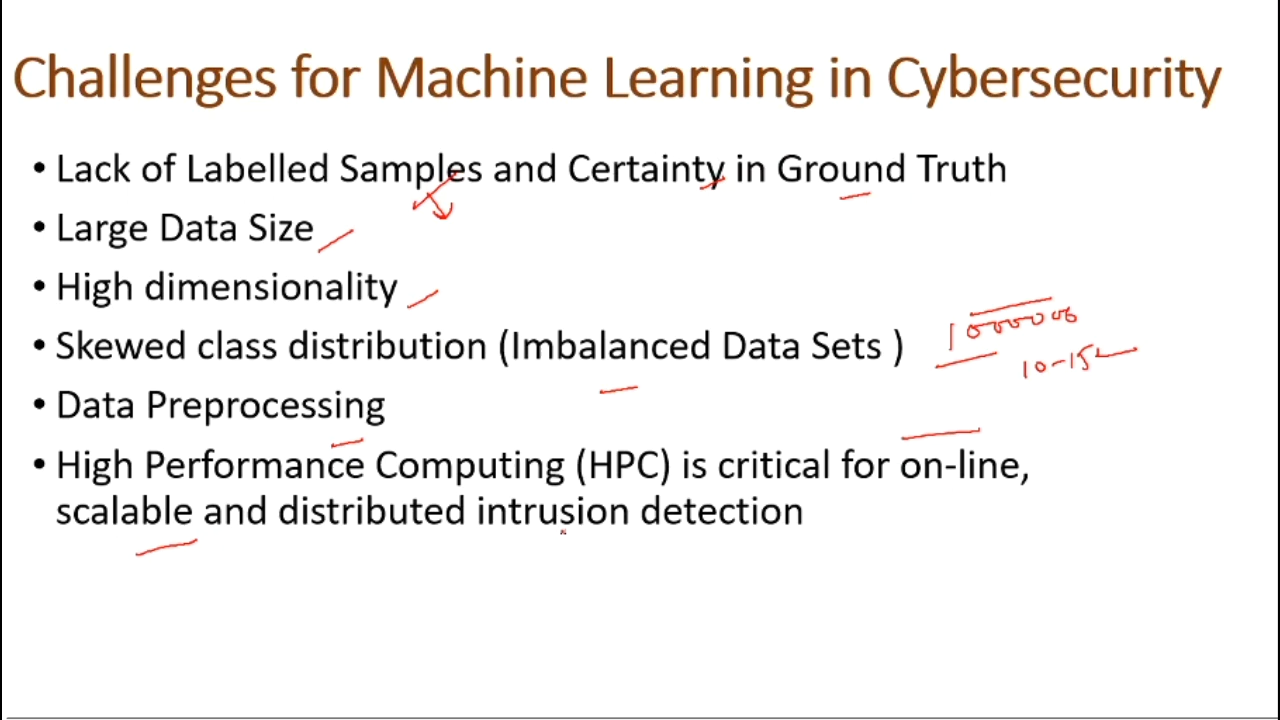 Challenges for Machine Learning in Cybersecurity
• Lack of Labelled Samples and Certainty in Ground Truth
• Large Data Size
• High dimensionality
• Skewed class distribution (Imbalanced Data Sets )
1000000
10-15
• Data Preprocessing
• High Performance Computing (HPC) is critical for on-line,
scalable and distributed intrusion detection